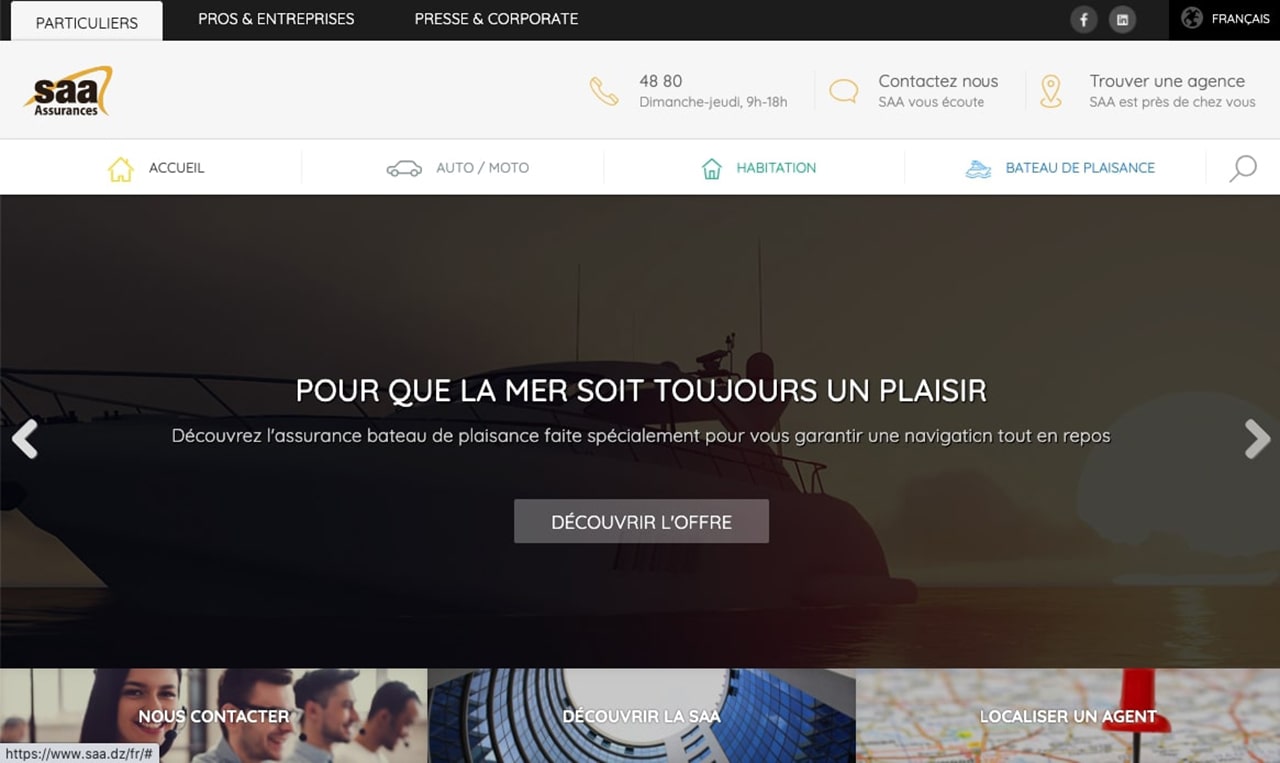 PARTICULIERS
PROS & ENTREPRISES
PRESSE & CORPORATE
FRANÇAIS
saa
Assurances
48 80
Dimanche-jeudi, 9h-18h
Contactez nous
SAA vous écoute
Trouver une agence
SAA est près de chez vous
ACCUEIL
AUTO / MOTO
HABITATION
BATEAU DE PLAISANCE
POUR QUE LA MER SOIT TOUJOURS UN PLAISIR
Découvrez l'assurance bateau de plaisance faite spécialement pour vous garantir une navigation tout en repos
DÉCOUVRIR L'OFFRE
NOUS CONTACTER
DÉCOUVRIR LA SAA
LOCALISER UN AGENT
https://www.saa.dz/fr/#